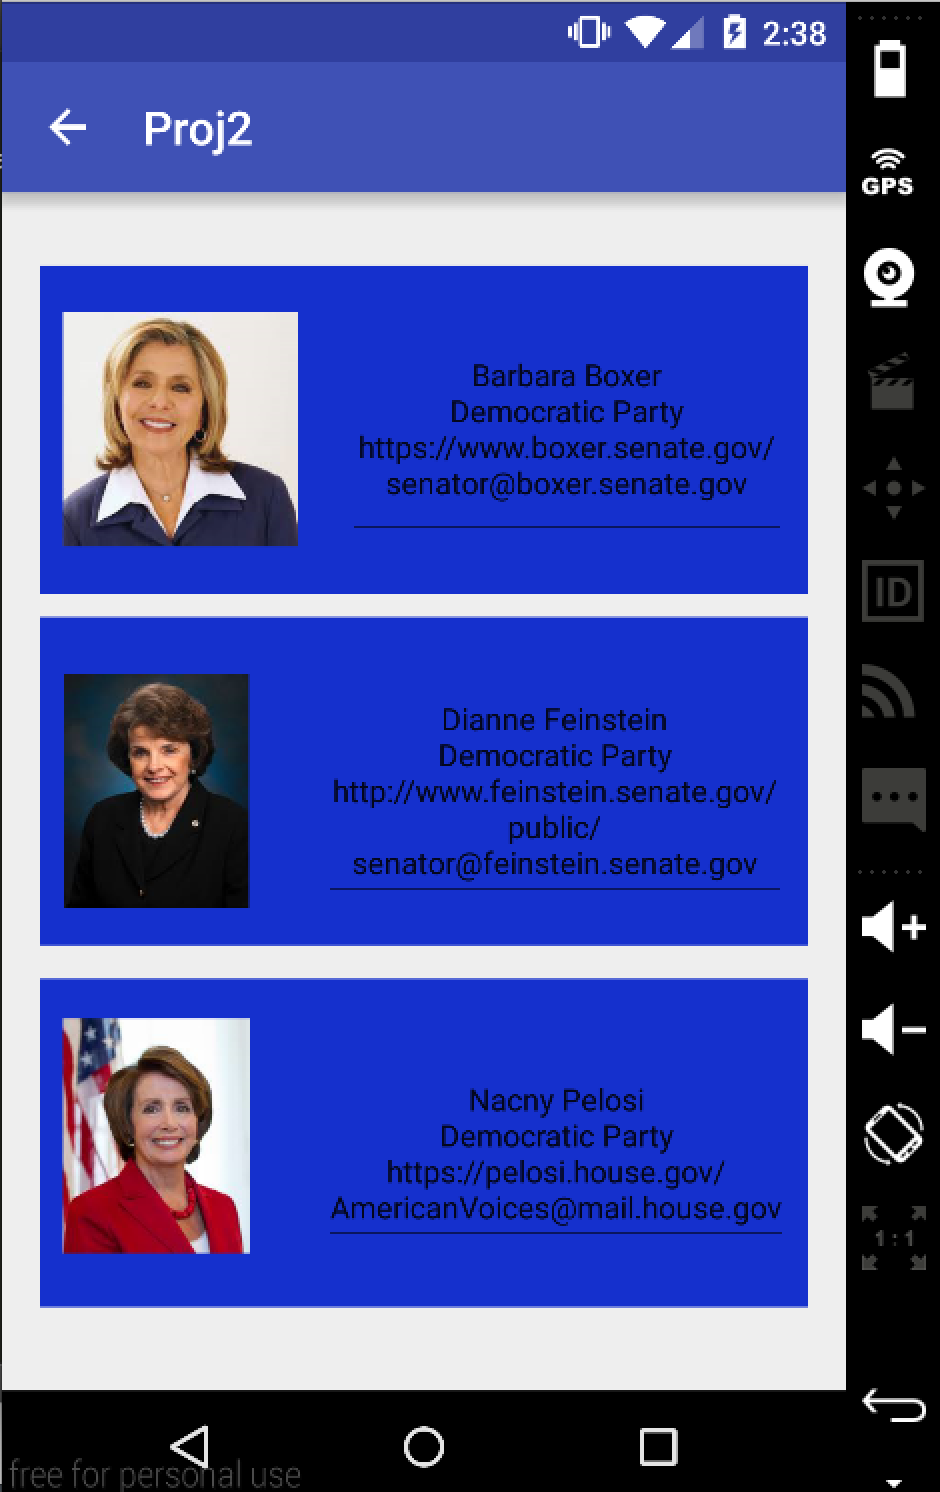 2:38
Proj2
GPS
Barbara Boxer
Democratic Party
https://www.boxer.senate.gov/
senator@boxer.senate.gov
ID
Dianne Feinstein
Democratic Party
http://www.feinstein.senate.gov/
public/
senator@feinstein.senate.gov
Nacny Pelosi
Democratic Party
https://pelosi.house.gov/
AmericanVoices@mail.house.gov
1:1
free for personal use